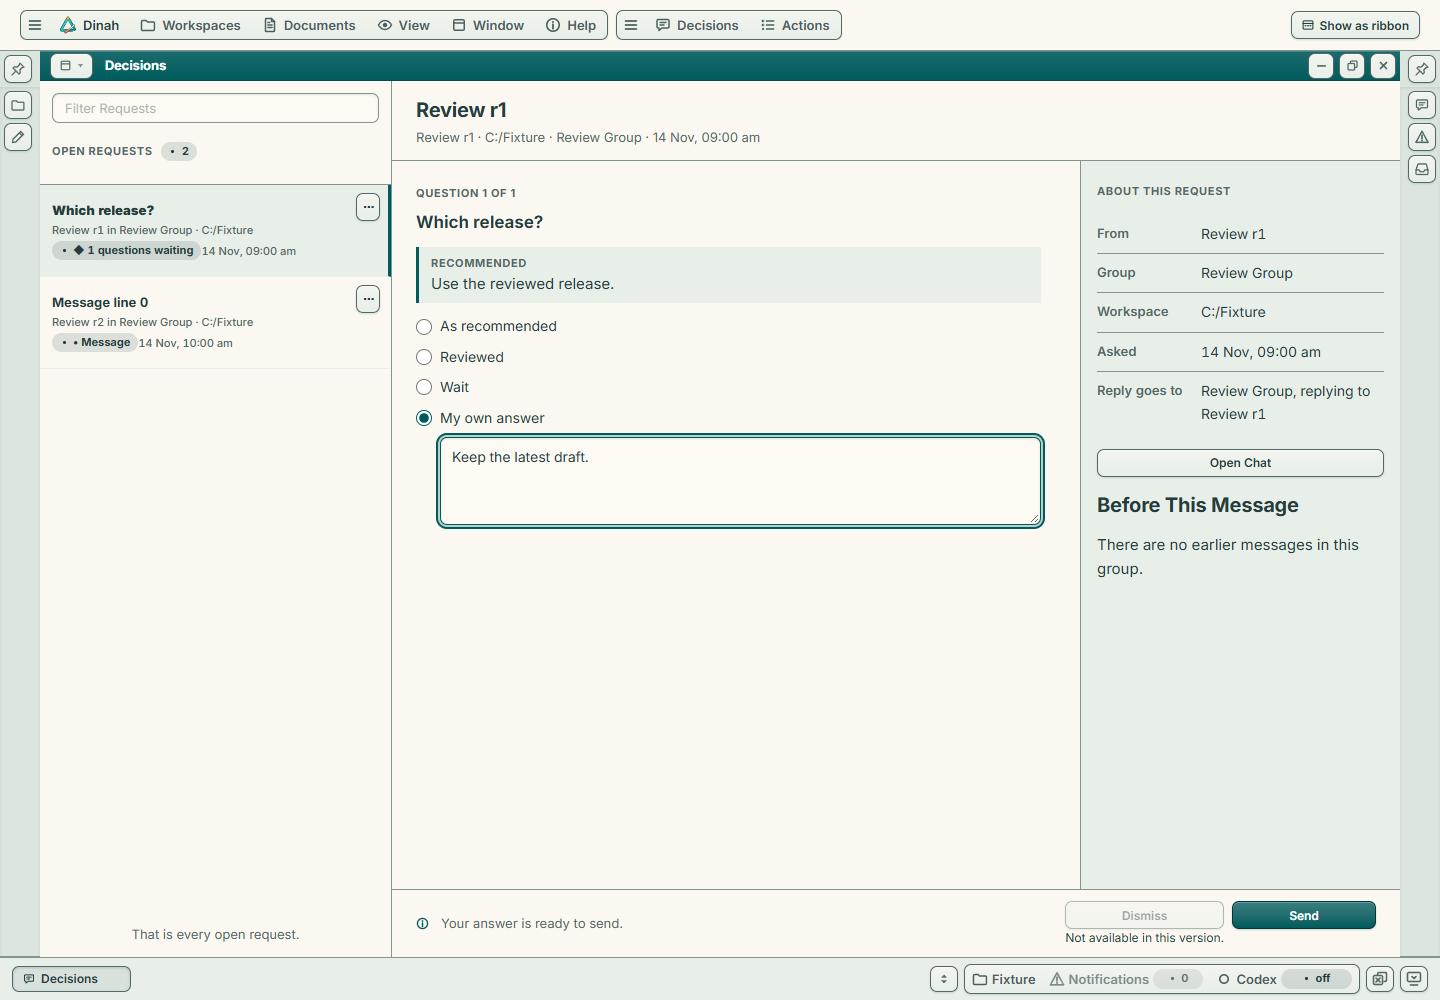 Dinah Workspaces Documents View Window Help Decisions Actions Show as ribbon
Decisions
Filter Requests
OPEN REQUESTS • 2
Which release?
Review r1 in Review Group · C:/Fixture
• ◆ 1 questions waiting 14 Nov, 09:00 am
Message line 0
Review r2 in Review Group · C:/Fixture
• • Message 14 Nov, 10:00 am
That is every open request.
Review r1
Review r1 · C:/Fixture · Review Group · 14 Nov, 09:00 am
QUESTION 1 OF 1
Which release?
RECOMMENDED
Use the reviewed release.
As recommended
Reviewed
Wait
My own answer
Keep the latest draft.
ABOUT THIS REQUEST
From Review r1
Group Review Group
Workspace C:/Fixture
Asked 14 Nov, 09:00 am
Reply goes to Review Group, replying to
Review r1
Open Chat
Before This Message
There are no earlier messages in this
group.
Your answer is ready to send.
Dismiss Send
Not available in this version.
Decisions Fixture Notifications • 0 Codex • off